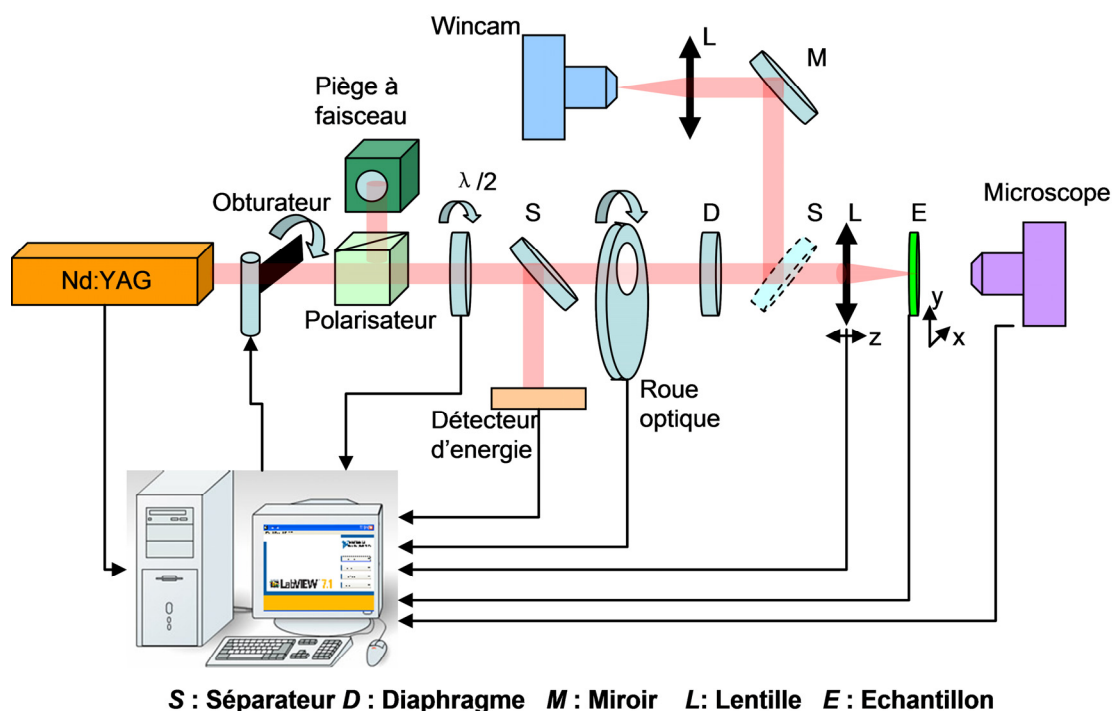 Wincam
L
M
Piège à
faisceau
Obturateur
λ/2
S
D
S
L
E
Microscope
Nd:YAG
Polarisateur
y
x
z
Détecteur
d'energie
Roue
optique
LabVIEW 7.1
S : Séparateur D : Diaphragme M : Miroir L: Lentille E : Echantillon